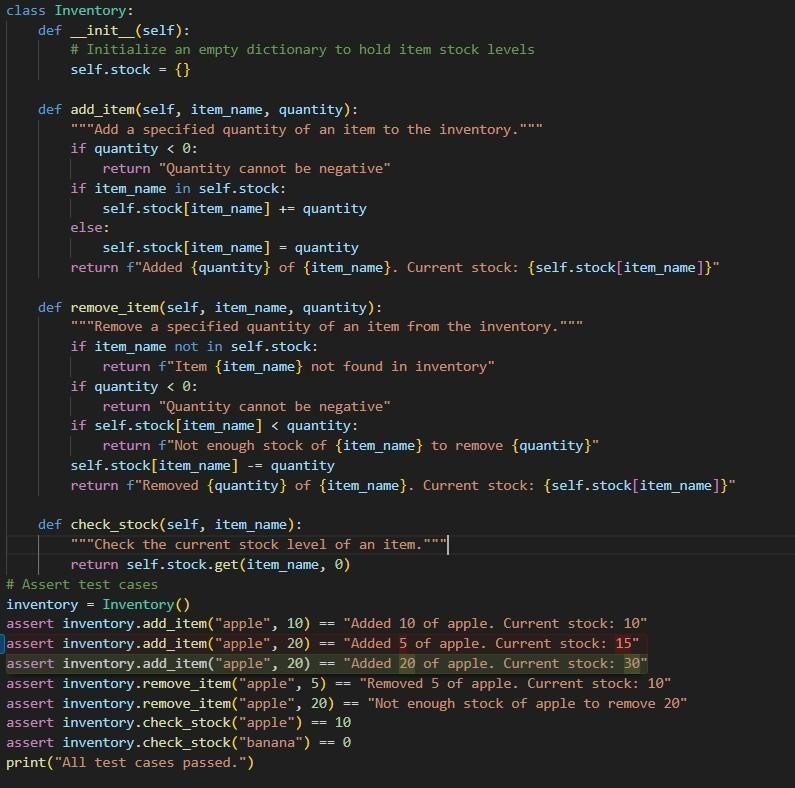 class Inventory:
    def __init__(self):
        # Initialize an empty dictionary to hold item stock levels
        self.stock = {}

    def add_item(self, item_name, quantity):
        """Add a specified quantity of an item to the inventory."""
        if quantity < 0:
            return "Quantity cannot be negative"
        if item_name in self.stock:
            self.stock[item_name] += quantity
        else:
            self.stock[item_name] = quantity
        return f"Added {quantity} of {item_name}. Current stock: {self.stock[item_name]}"

    def remove_item(self, item_name, quantity):
        """Remove a specified quantity of an item from the inventory."""
        if item_name not in self.stock:
            return f"Item {item_name} not found in inventory"
        if quantity < 0:
            return "Quantity cannot be negative"
        if self.stock[item_name] < quantity:
            return f"Not enough stock of {item_name} to remove {quantity}"
        self.stock[item_name] -= quantity
        return f"Removed {quantity} of {item_name}. Current stock: {self.stock[item_name]}"

    def check_stock(self, item_name):
        """Check the current stock level of an item."""
        return self.stock.get(item_name, 0)
# Assert test cases
inventory = Inventory()
assert inventory.add_item("apple", 10) == "Added 10 of apple. Current stock: 10"
assert inventory.add_item("apple", 20) == "Added 5 of apple. Current stock: 15"
assert inventory.add_item("apple", 20) == "Added 20 of apple. Current stock: 30"
assert inventory.remove_item("apple", 5) == "Removed 5 of apple. Current stock: 10"
assert inventory.remove_item("apple", 20) == "Not enough stock of apple to remove 20"
assert inventory.check_stock("apple") == 10
assert inventory.check_stock("banana") == 0
print("All test cases passed.")